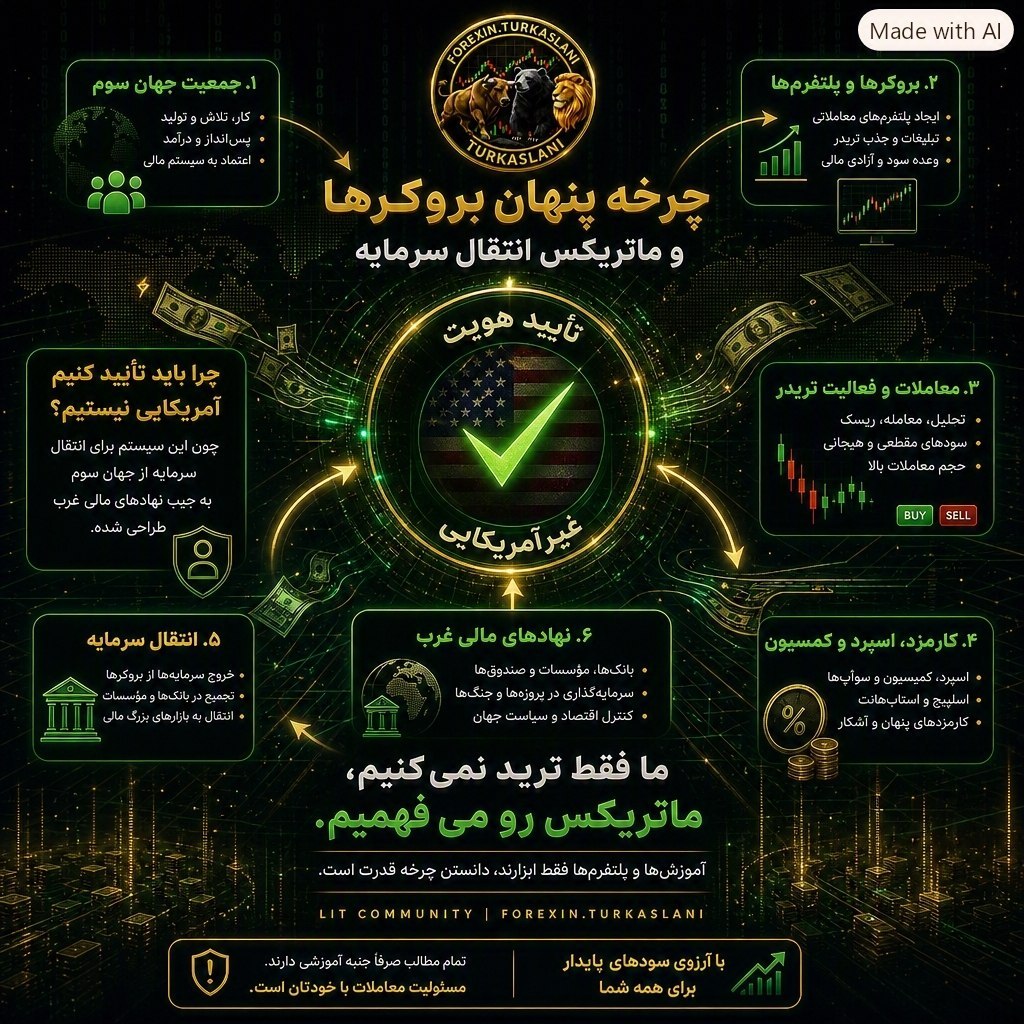 Made with AI
FOREXIN.TURKASLANI
TURKASLANI
چرخه پنهان بروکرها
و ماتریکس انتقال سرمایه
۱. جمعیت جهان سوم
• کار، تلاش و تولید
• پس‌انداز و درآمد
• اعتماد به سیستم مالی
۲. بروکرها و پلتفرم‌ها
• ایجاد پلتفرم‌های معاملاتی
• تبلیغات و جذب تریدر
• وعده سود و آزادی مالی
تأیید هویت
غیرآمریکایی
چرا باید تأیید کنیم
آمریکایی نیستیم؟
چون این سیستم برای انتقال
سرمایه از جهان سوم
به جیب نهادهای مالی غرب
طراحی شده.
۳. معاملات و فعالیت تریدر
• تحلیل، معامله، ریسک
• سودهای مقطعی و هیجانی
• حجم معاملات بالا
BUY
SELL
۴. کارمزد، اسپرد و کمسیون
• اسپرد، کمیسیون و سوآپ‌ها
• اسلیپیج و استاپ‌هانت
• کارمزدهای پنهان و آشکار
%
۵. انتقال سرمایه
• خروج سرمایه‌ها از بروکرها
• تجمیع در بانک‌ها و مؤسسات
• انتقال به بازارهای بزرگ مالی
۶. نهادهای مالی غرب
• بانک‌ها، مؤسسات و صندوق‌ها
• سرمایه‌گذاری در پروژه‌ها و جنگ‌ها
• کنترل اقتصاد و سیاست جهان
ما فقط ترید نمی‌کنیم،
ماتریکس رو می فهمیم.
آموزش‌ها و پلتفرم‌ها فقط ابزارند، دانستن چرخه قدرت است.
LIT COMMUNITY | FOREXIN.TURKASLANI
با آرزوی سودهای پایدار
برای همه شما
تمام مطالب صرفاً جنبه آموزشی دارند.
مسئولیت معاملات با خودتان است.